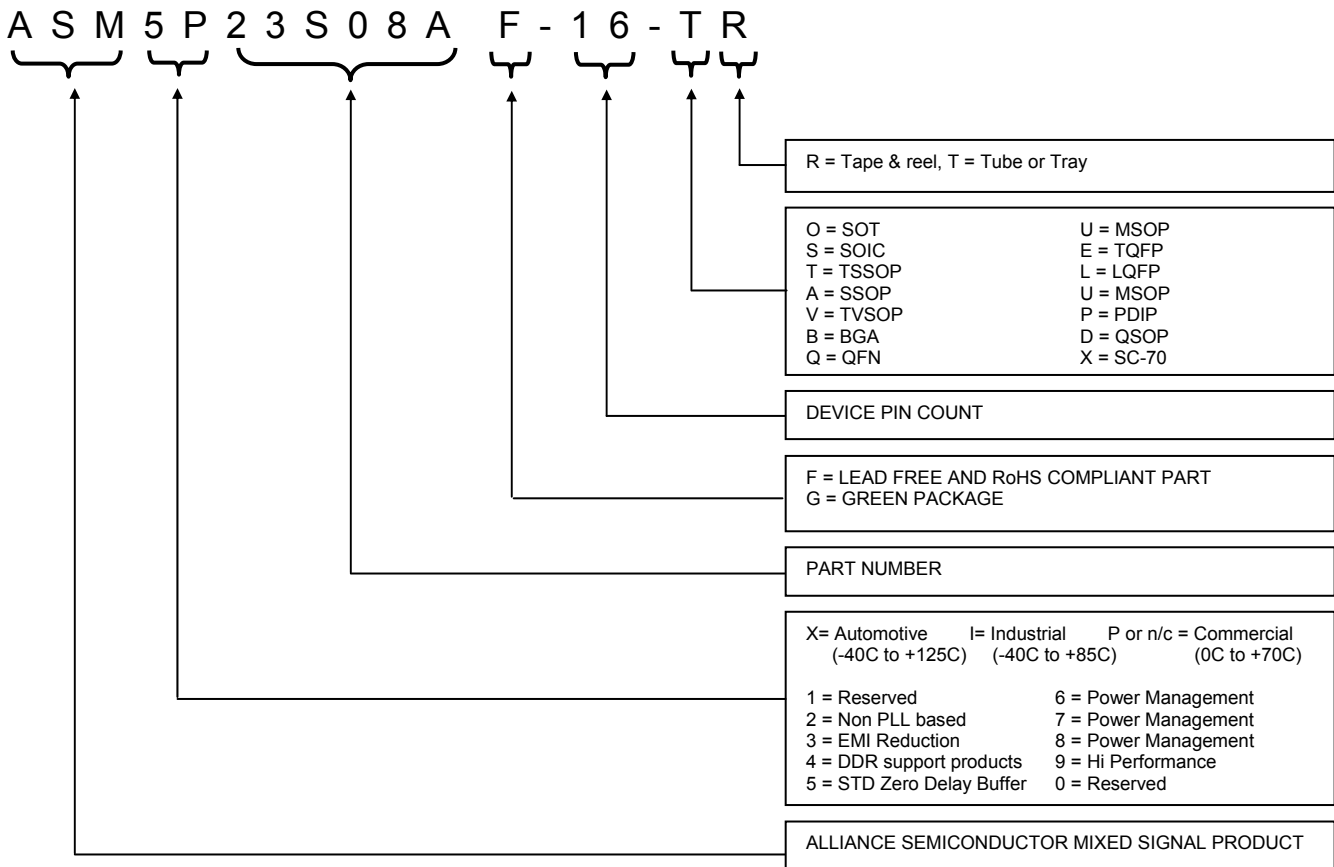 A S M 5 P 2 3 S 0 8 A F - 1 6 - T R
R = Tape & reel, T = Tube or Tray
O = SOT U = MSOP
S = SOIC E = TQFP
T = TSSOP L = LQFP
A = SSOP U = MSOP
V = TVSOP P = PDIP
B = BGA D = QSOP
Q = QFN X = SC-70
DEVICE PIN COUNT
F = LEAD FREE AND RoHS COMPLIANT PART
G = GREEN PACKAGE
PART NUMBER
X= Automotive I= Industrial P or n/c = Commercial
(-40C to +125C) (-40C to +85C) (0C to +70C)
1 = Reserved 6 = Power Management
2 = Non PLL based 7 = Power Management
3 = EMI Reduction 8 = Power Management
4 = DDR support products 9 = Hi Performance
5 = STD Zero Delay Buffer 0 = Reserved
ALLIANCE SEMICONDUCTOR MIXED SIGNAL PRODUCT